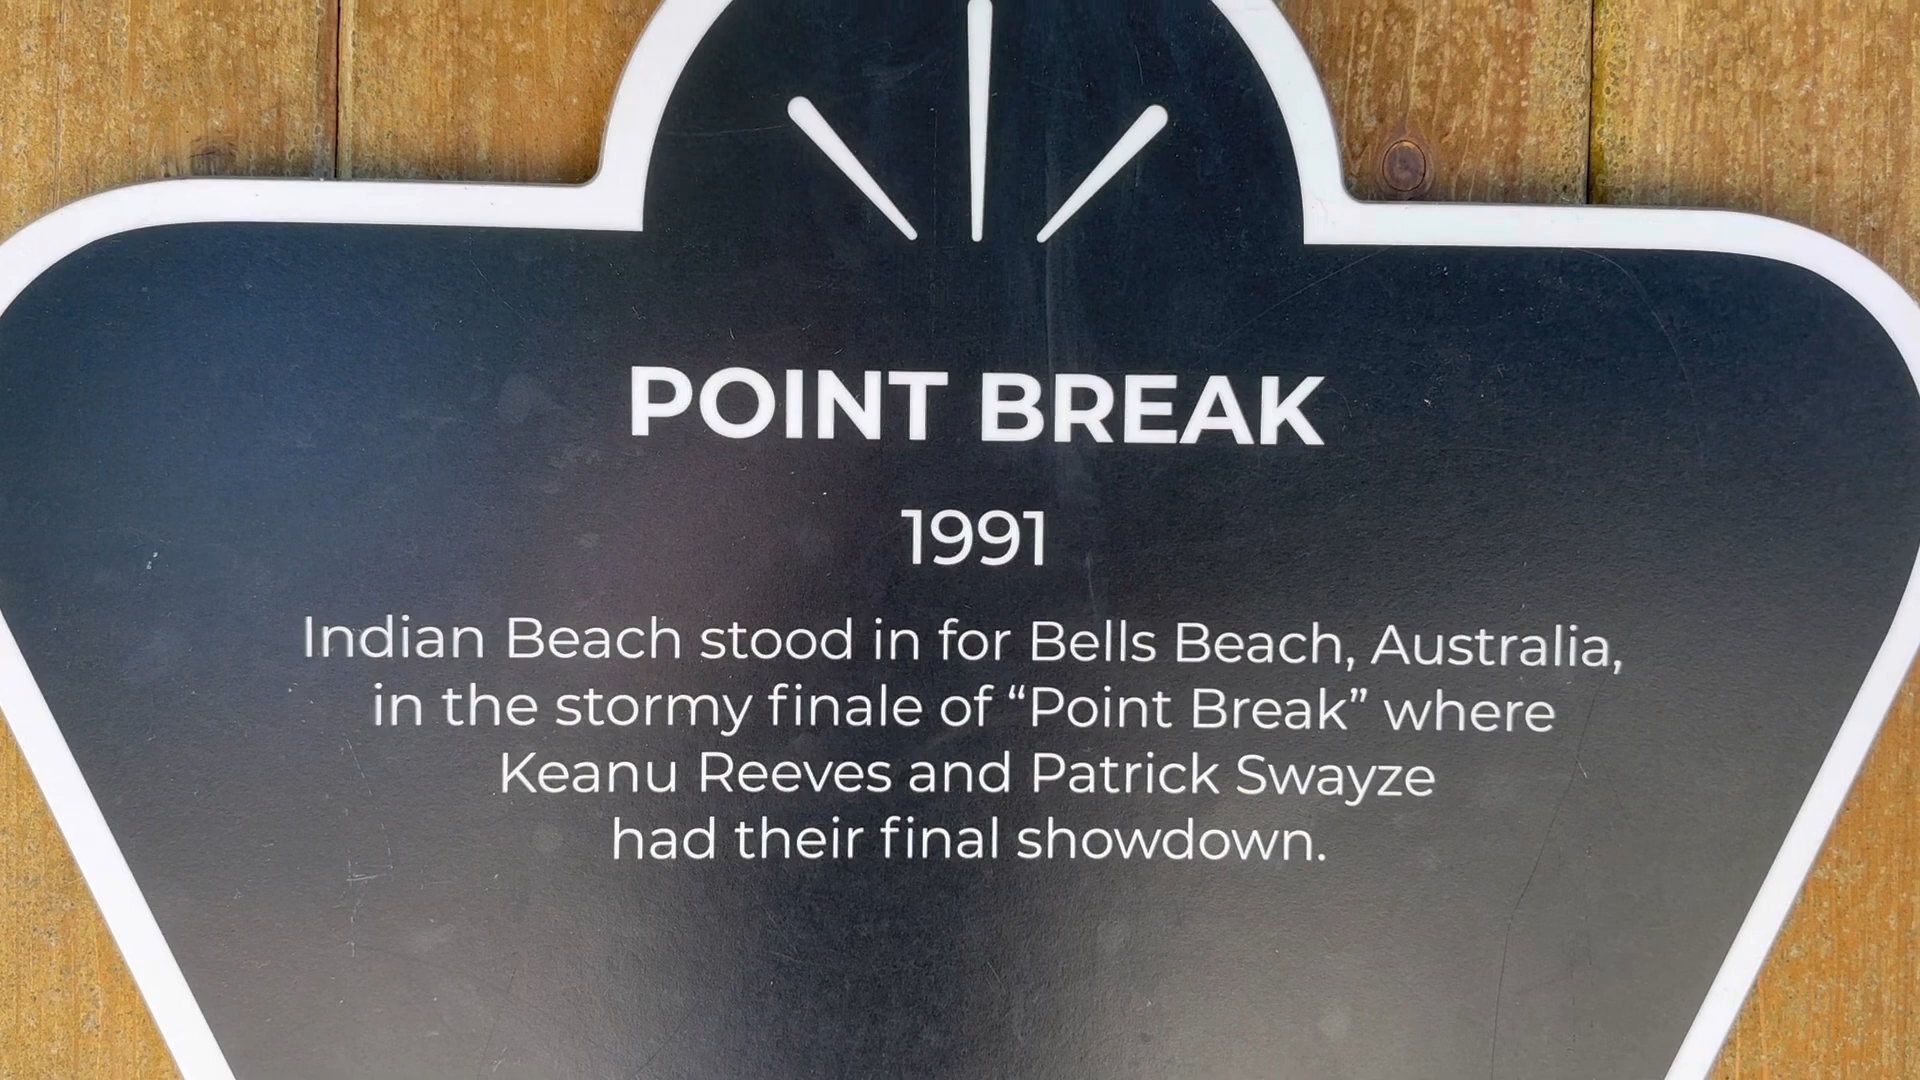 POINT BREAK
1991
Indian Beach stood in for Bells Beach, Australia,
in the stormy finale of “Point Break” where
Keanu Reeves and Patrick Swayze
had their final showdown.